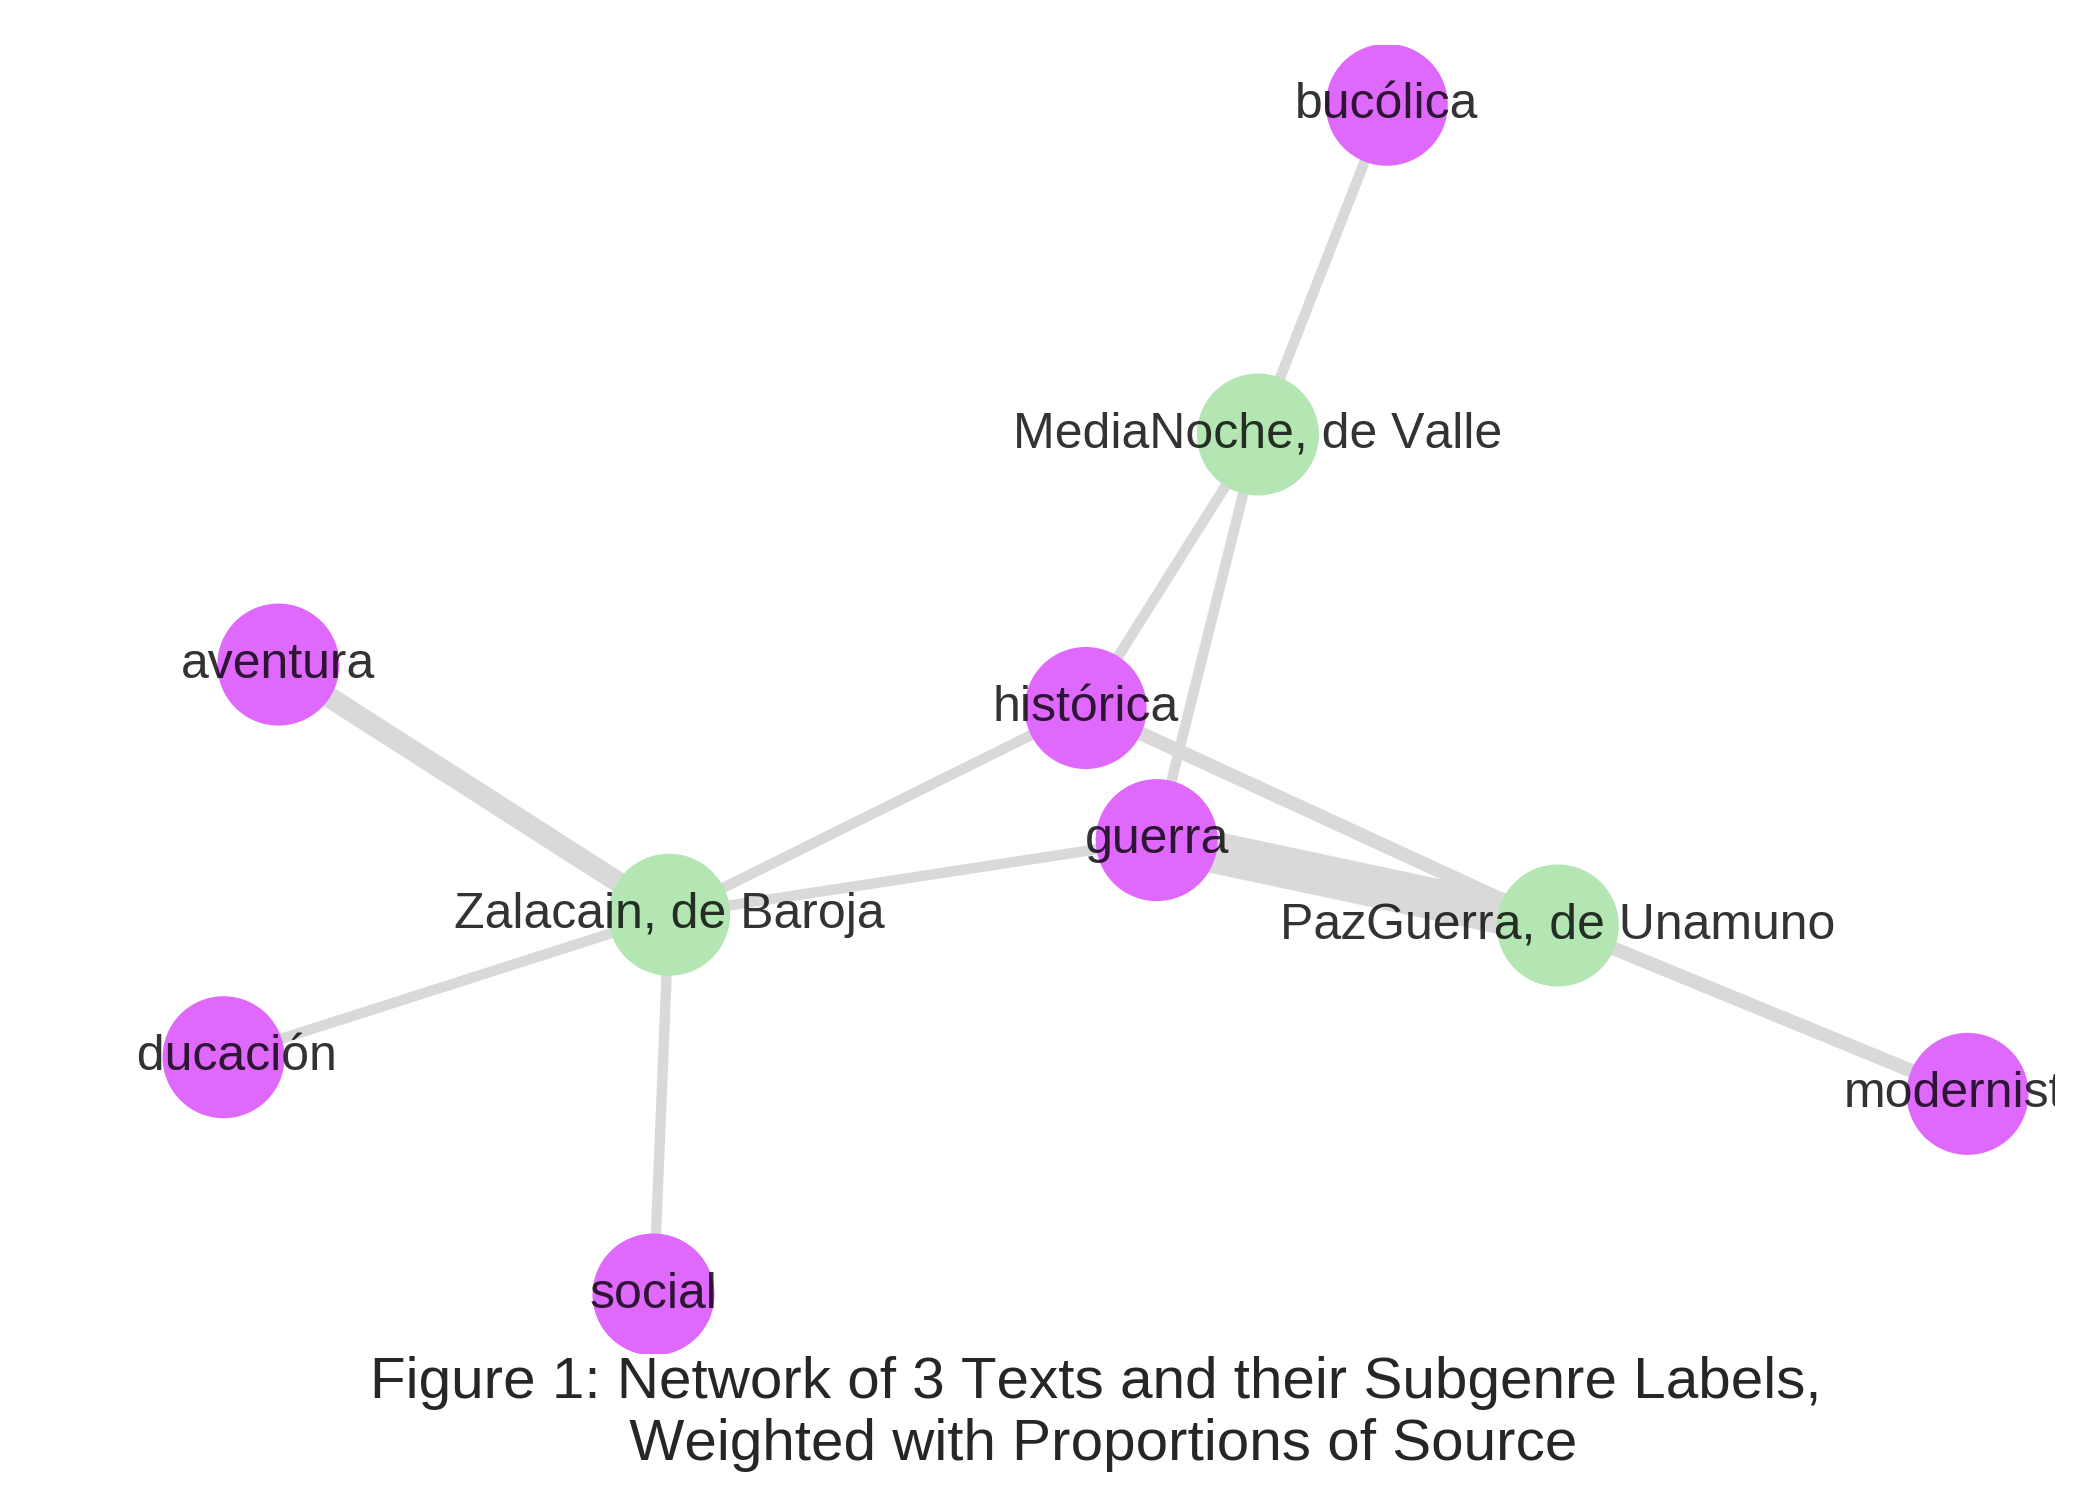 bucólica
MediaNoche, de Valle
aventura
histórica
guerra
Zalacain, de Baroja
PazGuerra, de Unamuno
ducación
modernist
social
Figure 1: Network of 3 Texts and their Subgenre Labels,
Weighted with Proportions of Source